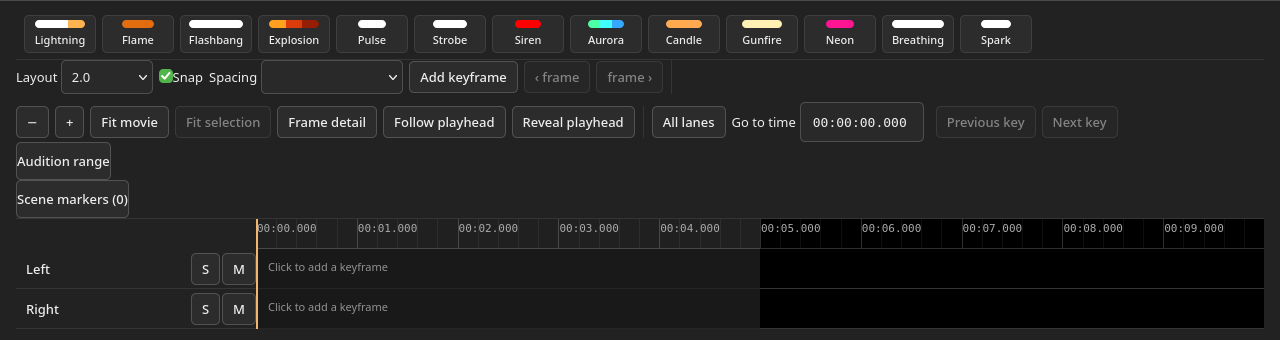 Lightning Flame Flashbang Explosion Pulse Strobe Siren Aurora Candle Gunfire Neon Breathing Spark
Layout 2.0 Snap Spacing Add keyframe ‹ frame frame ›
− + Fit movie Fit selection Frame detail Follow playhead Reveal playhead All lanes Go to time 00:00:00.000 Previous key Next key
Audition range
Scene markers (0)
00:00.000 00:01.000 00:02.000 00:03.000 00:04.000 00:05.000 00:06.000 00:07.000 00:08.000 00:09.000
Left S M Click to add a keyframe
Right S M Click to add a keyframe